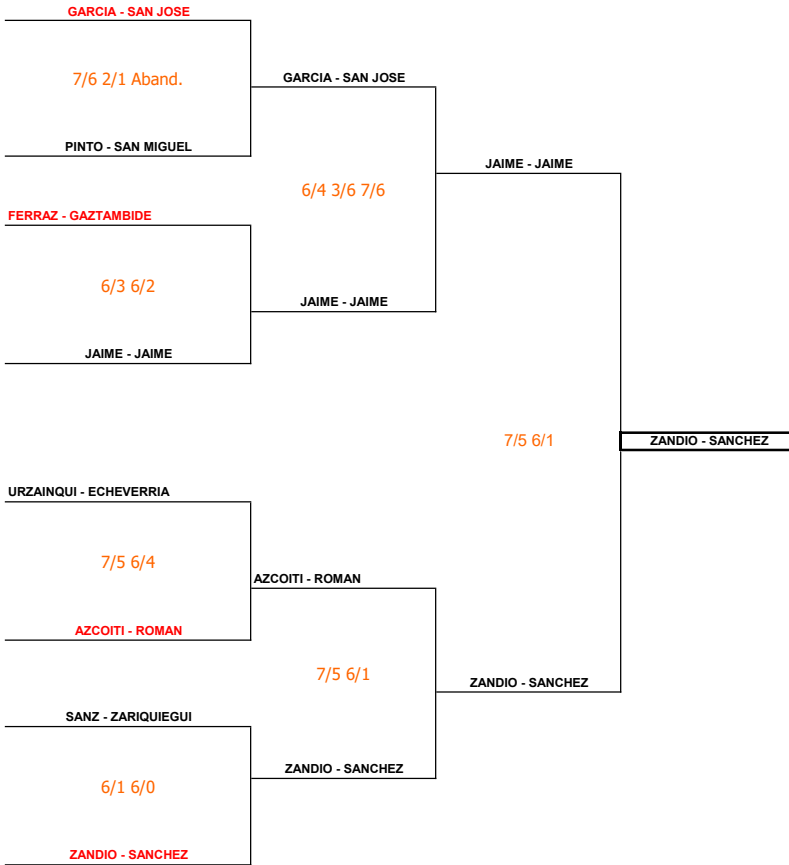 GARCIA - SAN JOSE
7/6 2/1 Aband.
GARCIA - SAN JOSE
PINTO - SAN MIGUEL
JAIME - JAIME
6/4 3/6 7/6
FERRAZ - GAZTAMBIDE
6/3 6/2
JAIME - JAIME
JAIME - JAIME
7/5 6/1
ZANDIO - SANCHEZ
URZAINQUI - ECHEVERRIA
7/5 6/4
AZCOITI - ROMAN
AZCOITI - ROMAN
7/5 6/1
ZANDIO - SANCHEZ
SANZ - ZARIQUIEGUI
ZANDIO - SANCHEZ
6/1 6/0
ZANDIO - SANCHEZ